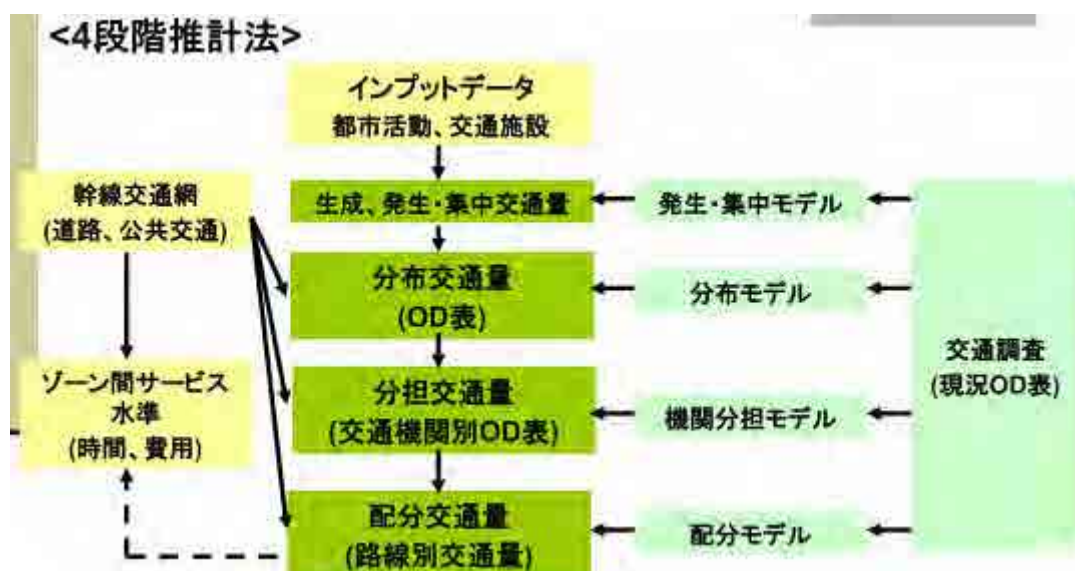 <4段階推計法>
インプットデータ
都市活動、交通施設
幹線交通網
(道路、公共交通)
生成、発生・集中交通量
発生・集中モデル
分布交通量
(OD表)
分布モデル
交通調査
(現況OD表)
ゾーン間サービス
水準
(時間、費用)
分担交通量
(交通機関別OD表)
機関分担モデル
配分交通量
(路線別交通量)
配分モデル